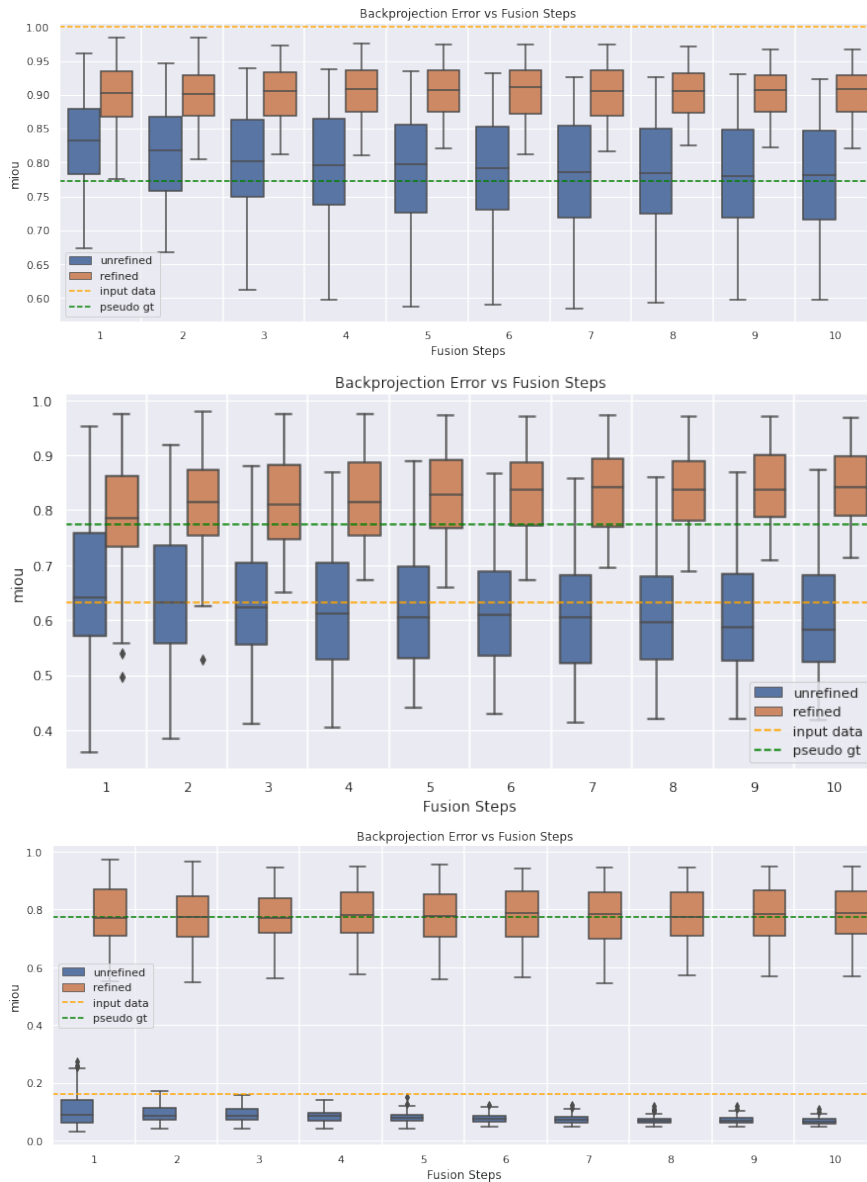 Backprojection Error vs Fusion Steps
1.00
0.95
0.90
0.85
0.80
0.75
0.70
0.65
0.60
miou
unrefined
refined
input data
pseudo gt
1 2 3 4 5 6 7 8 9 10
Fusion Steps
Backprojection Error vs Fusion Steps
1.0
0.9
0.8
0.7
0.6
0.5
0.4
miou
unrefined
refined
input data
pseudo gt
1 2 3 4 5 6 7 8 9 10
Fusion Steps
Backprojection Error vs Fusion Steps
1.0
0.8
0.6
0.4
0.2
0.0
miou
unrefined
refined
input data
pseudo gt
1 2 3 4 5 6 7 8 9 10
Fusion Steps